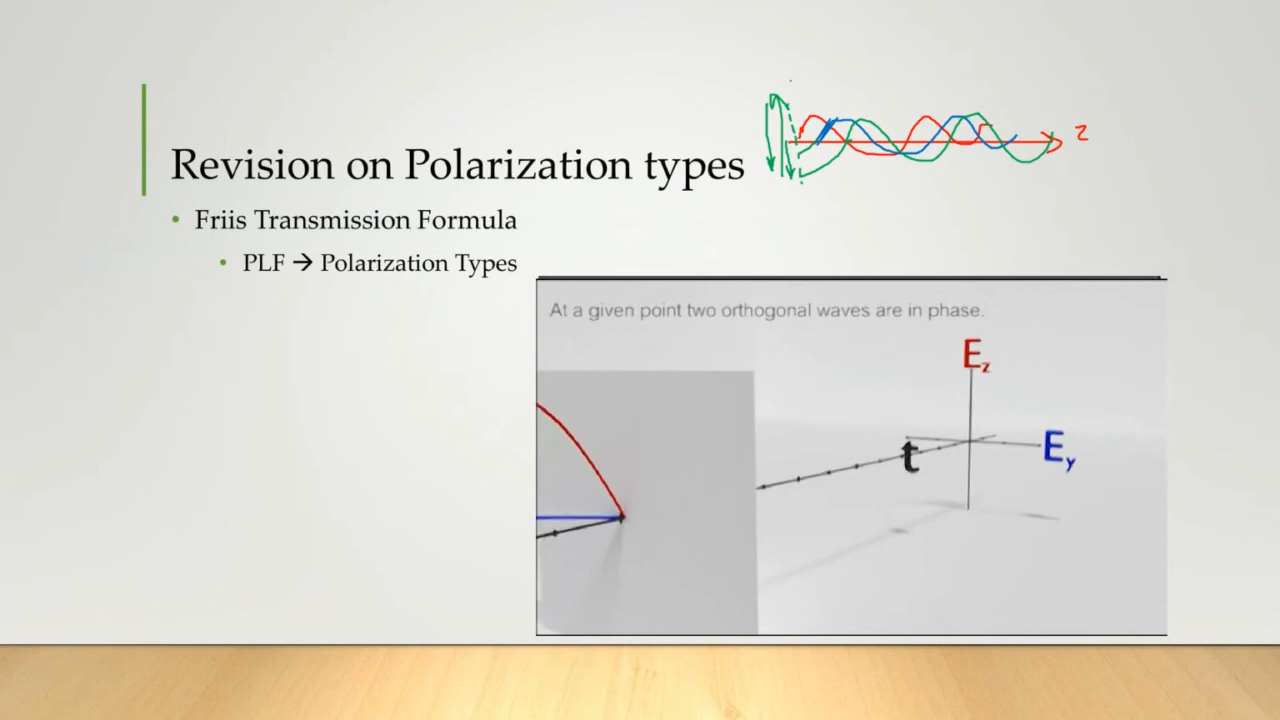 Revision on Polarization types
z
• Friis Transmission Formula
• PLF → Polarization Types
At a given point two orthogonal waves are in phase.
Ez
t
Ey